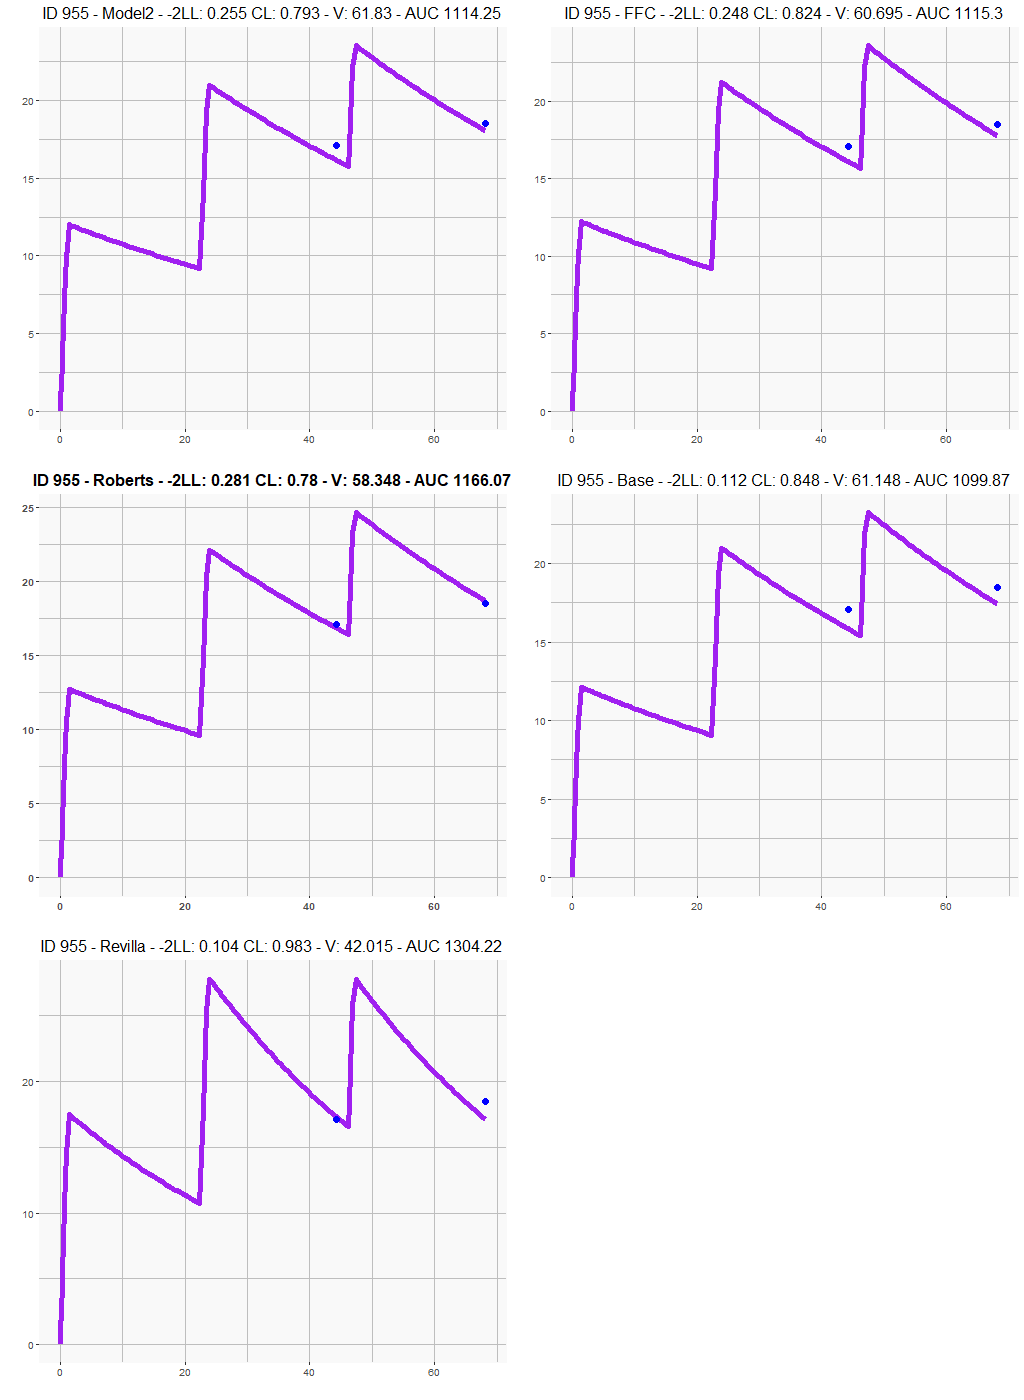 ID 955 - Model2 - -2LL: 0.255 CL: 0.793 - V: 61.83 - AUC 1114.25
20
15
10
5
0
0 20 40 60
ID 955 - FFC - -2LL: 0.248 CL: 0.824 - V: 60.695 - AUC 1115.3
20
15
10
5
0
0 20 40 60
ID 955 - Roberts - -2LL: 0.281 CL: 0.78 - V: 58.348 - AUC 1166.07
25
20
15
10
5
0
0 20 40 60
ID 955 - Base - -2LL: 0.112 CL: 0.848 - V: 61.148 - AUC 1099.87
20
15
10
5
0
0 20 40 60
ID 955 - Revilla - -2LL: 0.104 CL: 0.983 - V: 42.015 - AUC 1304.22
20
10
0
0 20 40 60